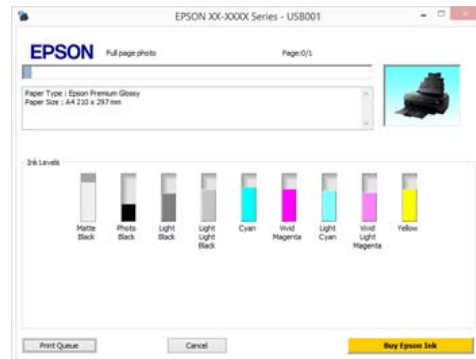 EPSON XX-XXXX Series - USB001
EPSON
Full page photo
Page:0/1
Paper Type : Epson Premium Glossy
Paper Size : A4 210 x 297 mm
Ink Levels
Matte
Black
Photo
Black
Light
Black
Light
Light
Black
Cyan
Vivid
Magenta
Light
Cyan
Vivid
Light
Magenta
Yellow
Print Queue
Cancel
Buy Epson Ink